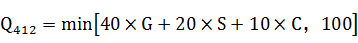 Q₄₁₂ = min[40 × G + 20 × S + 10 × C, 100]